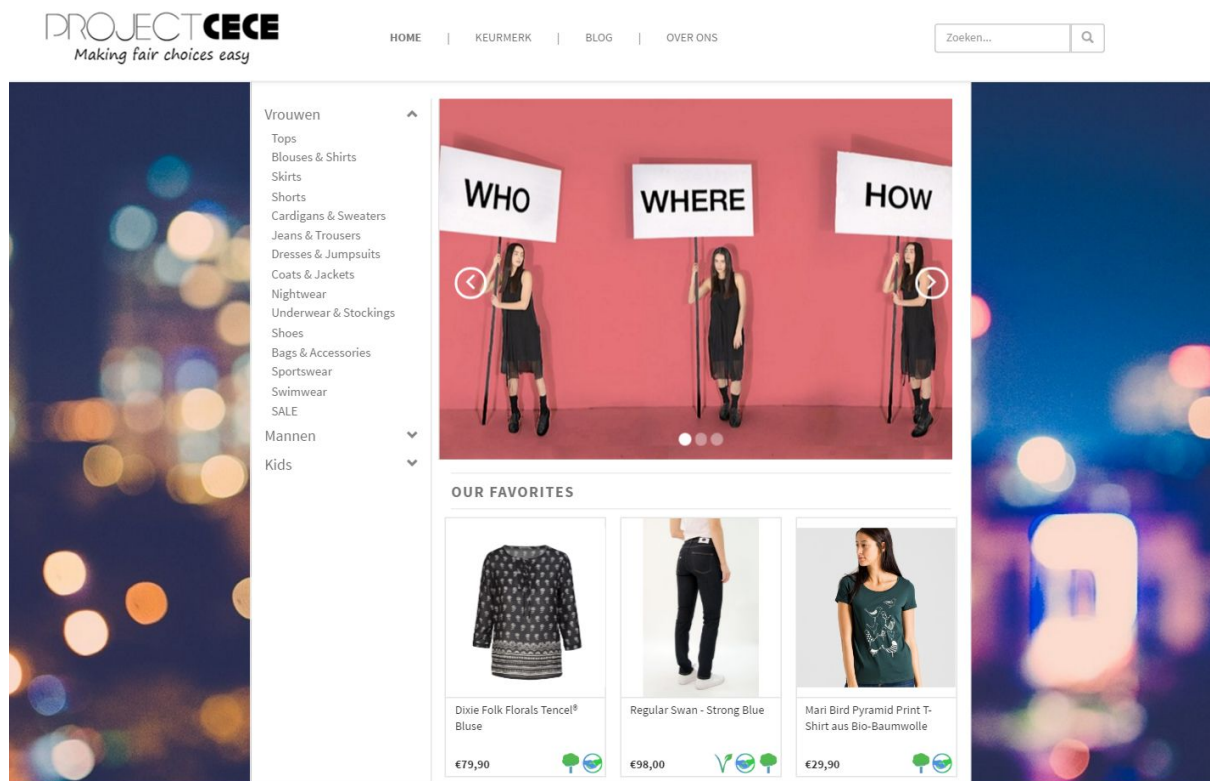 PROJECTCECE
Making fair choices easy
HOME | KEURMERK | BLOG | OVER ONS
Zoeken...
Vrouwen
Tops
Blouses & Shirts
Skirts
Shorts
Cardigans & Sweaters
Jeans & Trousers
Dresses & Jumpsuits
Coats & Jackets
Nightwear
Underwear & Stockings
Shoes
Bags & Accessories
Sportswear
Swimwear
SALE
Mannen
Kids
WHO
WHERE
HOW
OUR FAVORITES
Dixie Folk Florals Tencel®
Bluse
€79,90
Regular Swan - Strong Blue
€98,00
Mari Bird Pyramid Print T-
Shirt aus Bio-Baumwolle
€29,90